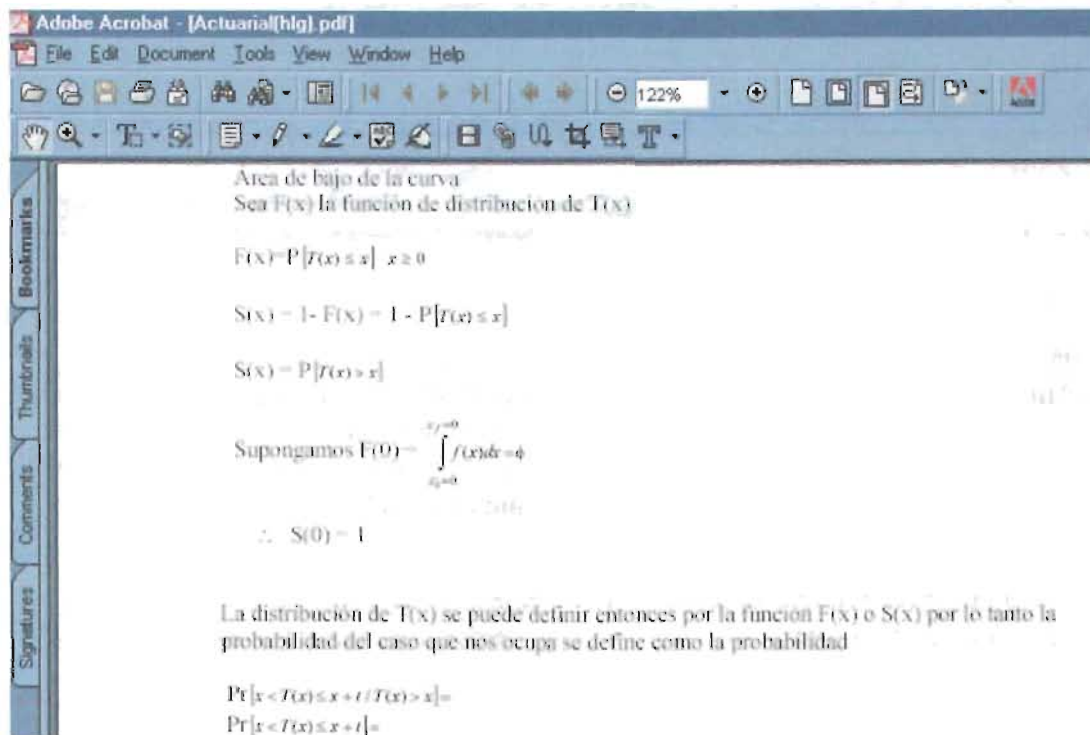 Adobe Acrobat - [Actuarial(hlg).pdf]
File Edit Document Tools View Window Help
122%
ADOBE
Bookmarks
Thumbnails
Comments
Signatures
Area de bajo de la curva
Sea F(x) la función de distribución de T(x)
F(x)=P[T(x) ≤ x] x ≥ 0
S(x) = 1- F(x) = 1 - P[T(x) ≤ x]
S(x) = P[T(x) > x]
Supongamos F(0) = ∫ f(x)dx = ϕ
∴ S(0) = 1
La distribución de T(x) se puede definir entonces por la función F(x) o S(x) por lo tanto la
probabilidad del caso que nos ocupa se define como la probabilidad
Pr[x < T(x) ≤ x + t / T(x) > x]=
Pr[x < T(x) ≤ x + t]=